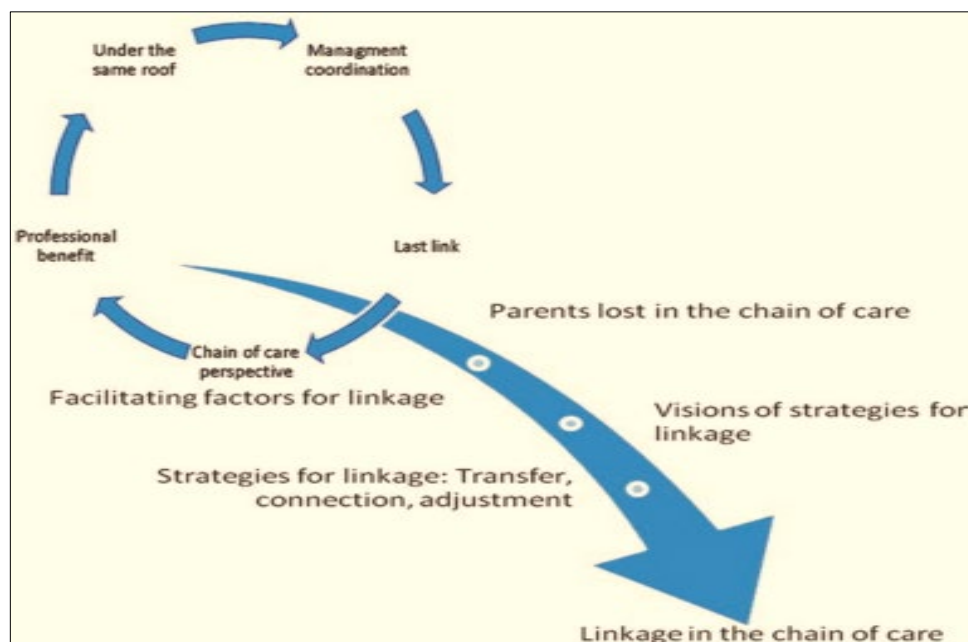 Under the
same roof
Managment
coordination
Professional
benefit
Last link
Chain of care
perspective
Facilitating factors for linkage
Parents lost in the chain of care
Visions of strategies for
linkage
Strategies for linkage: Transfer,
connection, adjustment
Linkage in the chain of care